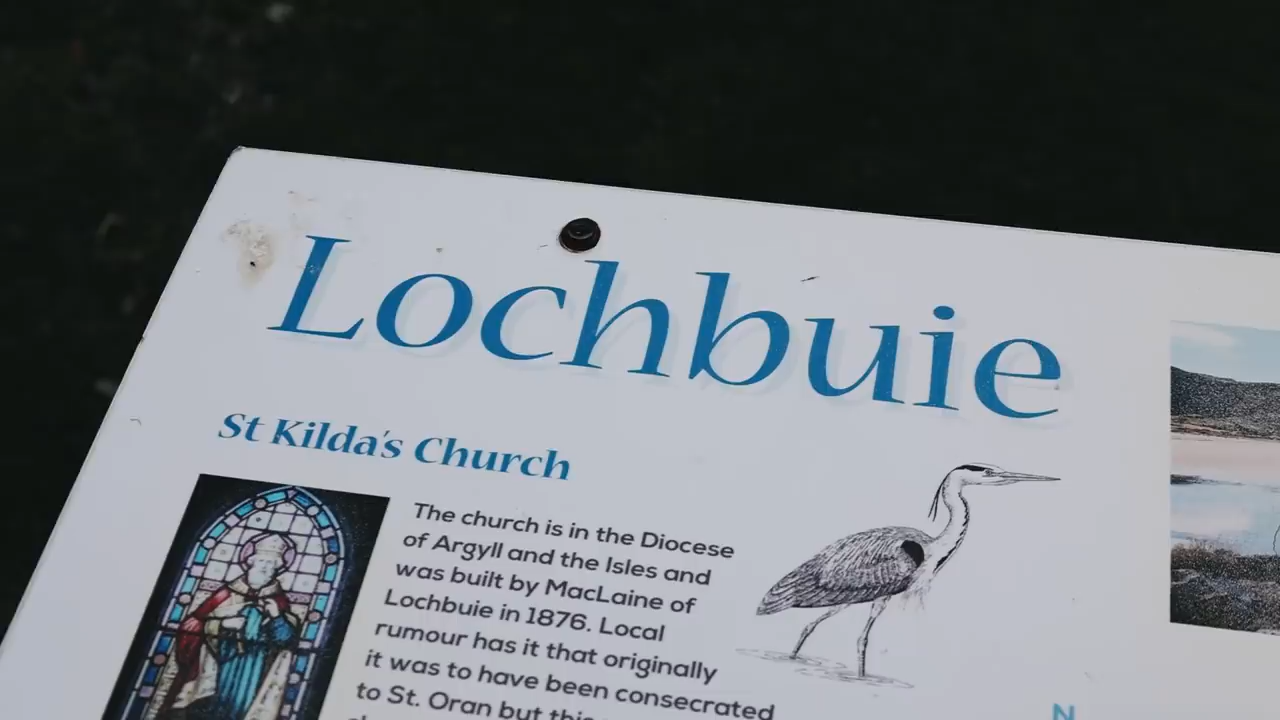 Lochbuie
St Kilda's Church
The church is in the Diocese
of Argyll and the Isles and
was built by MacLaine of
Lochbuie in 1876. Local
rumour has it that originally
it was to have been consecrated
to St. Oran but this
N